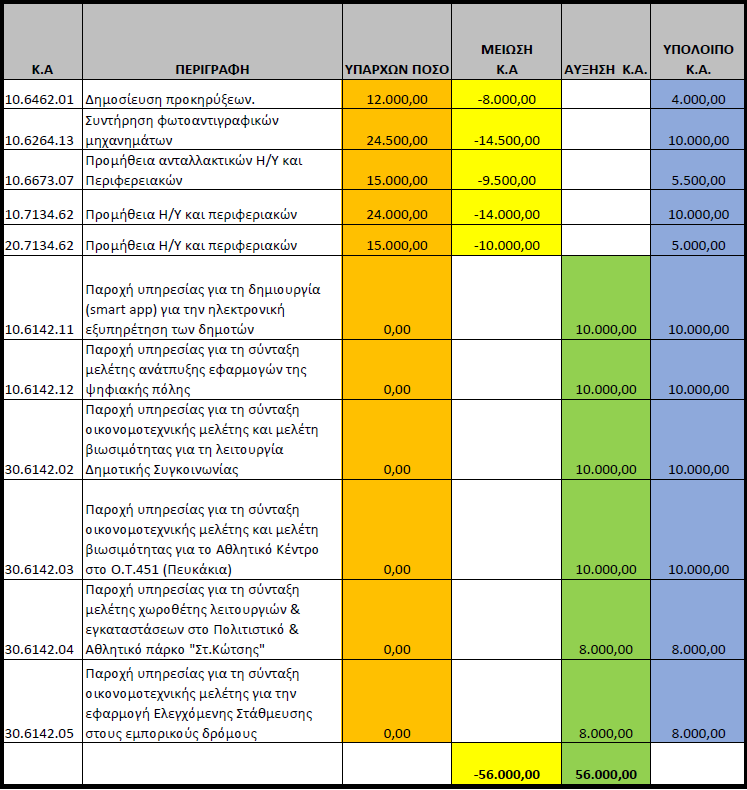 Κ.Α ΠΕΡΙΓΡΑΦΗ ΥΠΑΡΧΩΝ ΠΟΣΟ ΜΕΙΩΣΗ Κ.Α ΑΥΞΗΣΗ Κ.Α. ΥΠΟΛΟΙΠΟ Κ.Α.
10.6462.01 Δημοσίευση προκηρύξεων. 12.000,00 -8.000,00 4.000,00
Συντήρηση φωτοαντιγραφικών
10.6264.13 μηχανημάτων 24.500,00 -14.500,00 10.000,00
Προμήθεια ανταλλακτικών Η/Υ και
10.6673.07 Περιφερειακών 15.000,00 -9.500,00 5.500,00
10.7134.62 Προμήθεια Η/Υ και περιφεριακών 24.000,00 -14.000,00 10.000,00
20.7134.62 Προμήθεια Η/Υ και περιφεριακών 15.000,00 -10.000,00 5.000,00
Παροχή υπηρεσίας για τη δημιουργία
(smart app) για την ηλεκτρονική
10.6142.11 εξυπηρέτηση των δημοτών 0,00 10.000,00 10.000,00
Παροχή υπηρεσίας για τη σύνταξη
μελέτης ανάτπυξης εφαρμογών της
10.6142.12 ψηφιακής πόλης 0,00 10.000,00 10.000,00
Παροχή υπηρεσίας για τη σύνταξη
οικονομοτεχνικής μελέτης και μελέτη
βιωσιμότητας για τη λειτουργία
30.6142.02 Δημοτικής Συγκοινωνίας 0,00 10.000,00 10.000,00
Παροχή υπηρεσίας για τη σύνταξη
οικονομοτεχνικής μελέτης και μελέτη
βιωσιμότητας για το Αθλητικό Κέντρο
30.6142.03 στο Ο.Τ.451 (Πευκάκια) 0,00 10.000,00 10.000,00
Παροχή υπηρεσίας για τη σύνταξη
μελέτης χωροθέτης λειτουργιών &
εγκαταστάσεων στο Πολιτιστικό &
30.6142.04 Αθλητικό πάρκο "Στ.Κώτσης" 0,00 8.000,00 8.000,00
Παροχή υπηρεσίας για τη σύνταξη
οικονομοτεχνικής μελέτης για την
εφαρμογή Ελεγχόμενης Στάθμευσης
30.6142.05 στους εμπορικούς δρόμους 0,00 8.000,00 8.000,00
-56.000,00 56.000,00